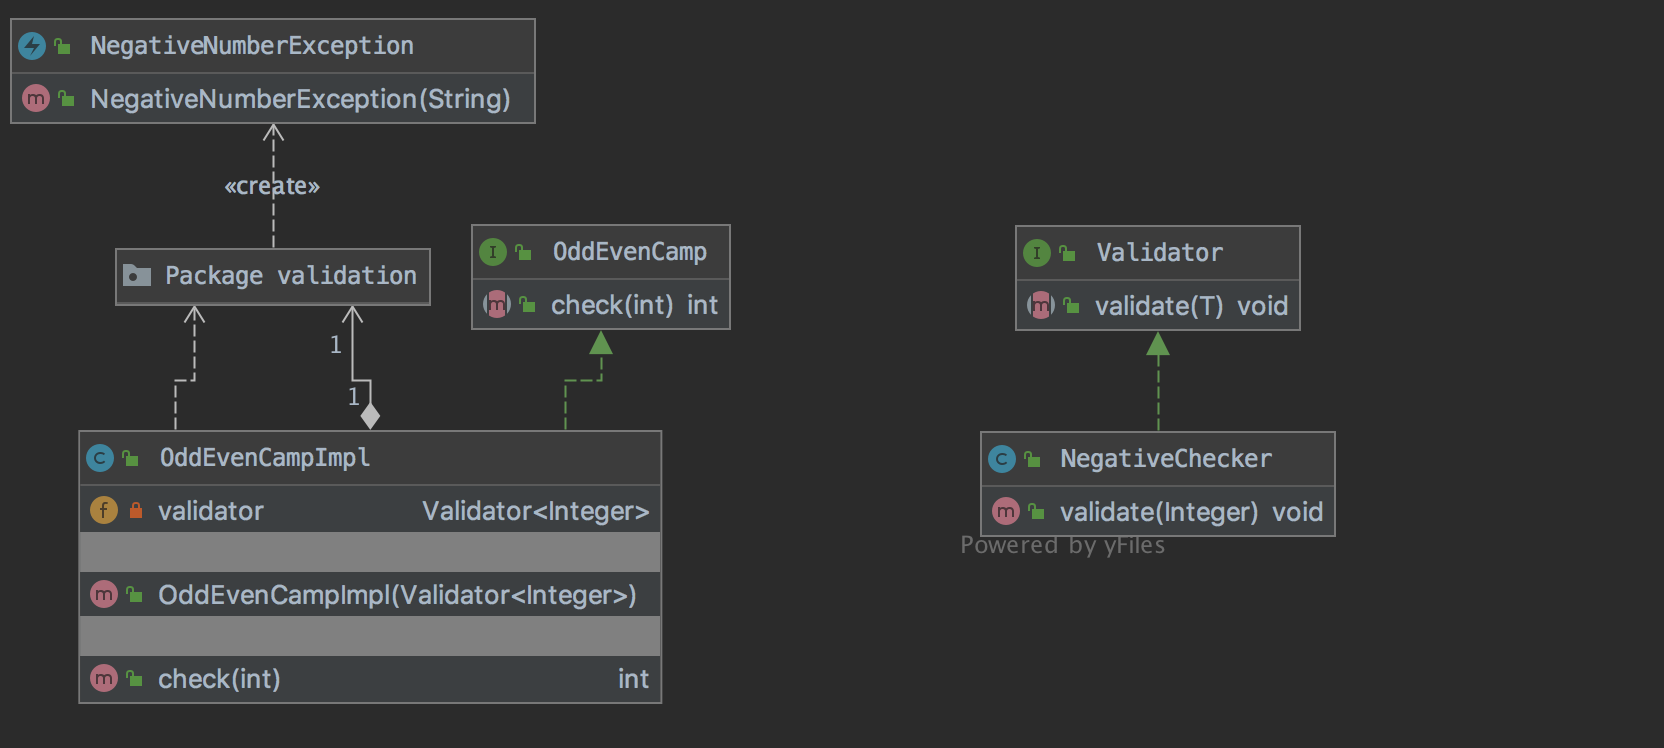 NegativeNumberException
NegativeNumberException(String)
«create»
Package validation
I OddEvenCamp
m check(int) int
I Validator
m validate(T) void
1
1
C OddEvenCampImpl
f validator Validator<Integer>
m OddEvenCampImpl(Validator<Integer>)
m check(int) int
C NegativeChecker
m validate(Integer) void
Powered by yFiles